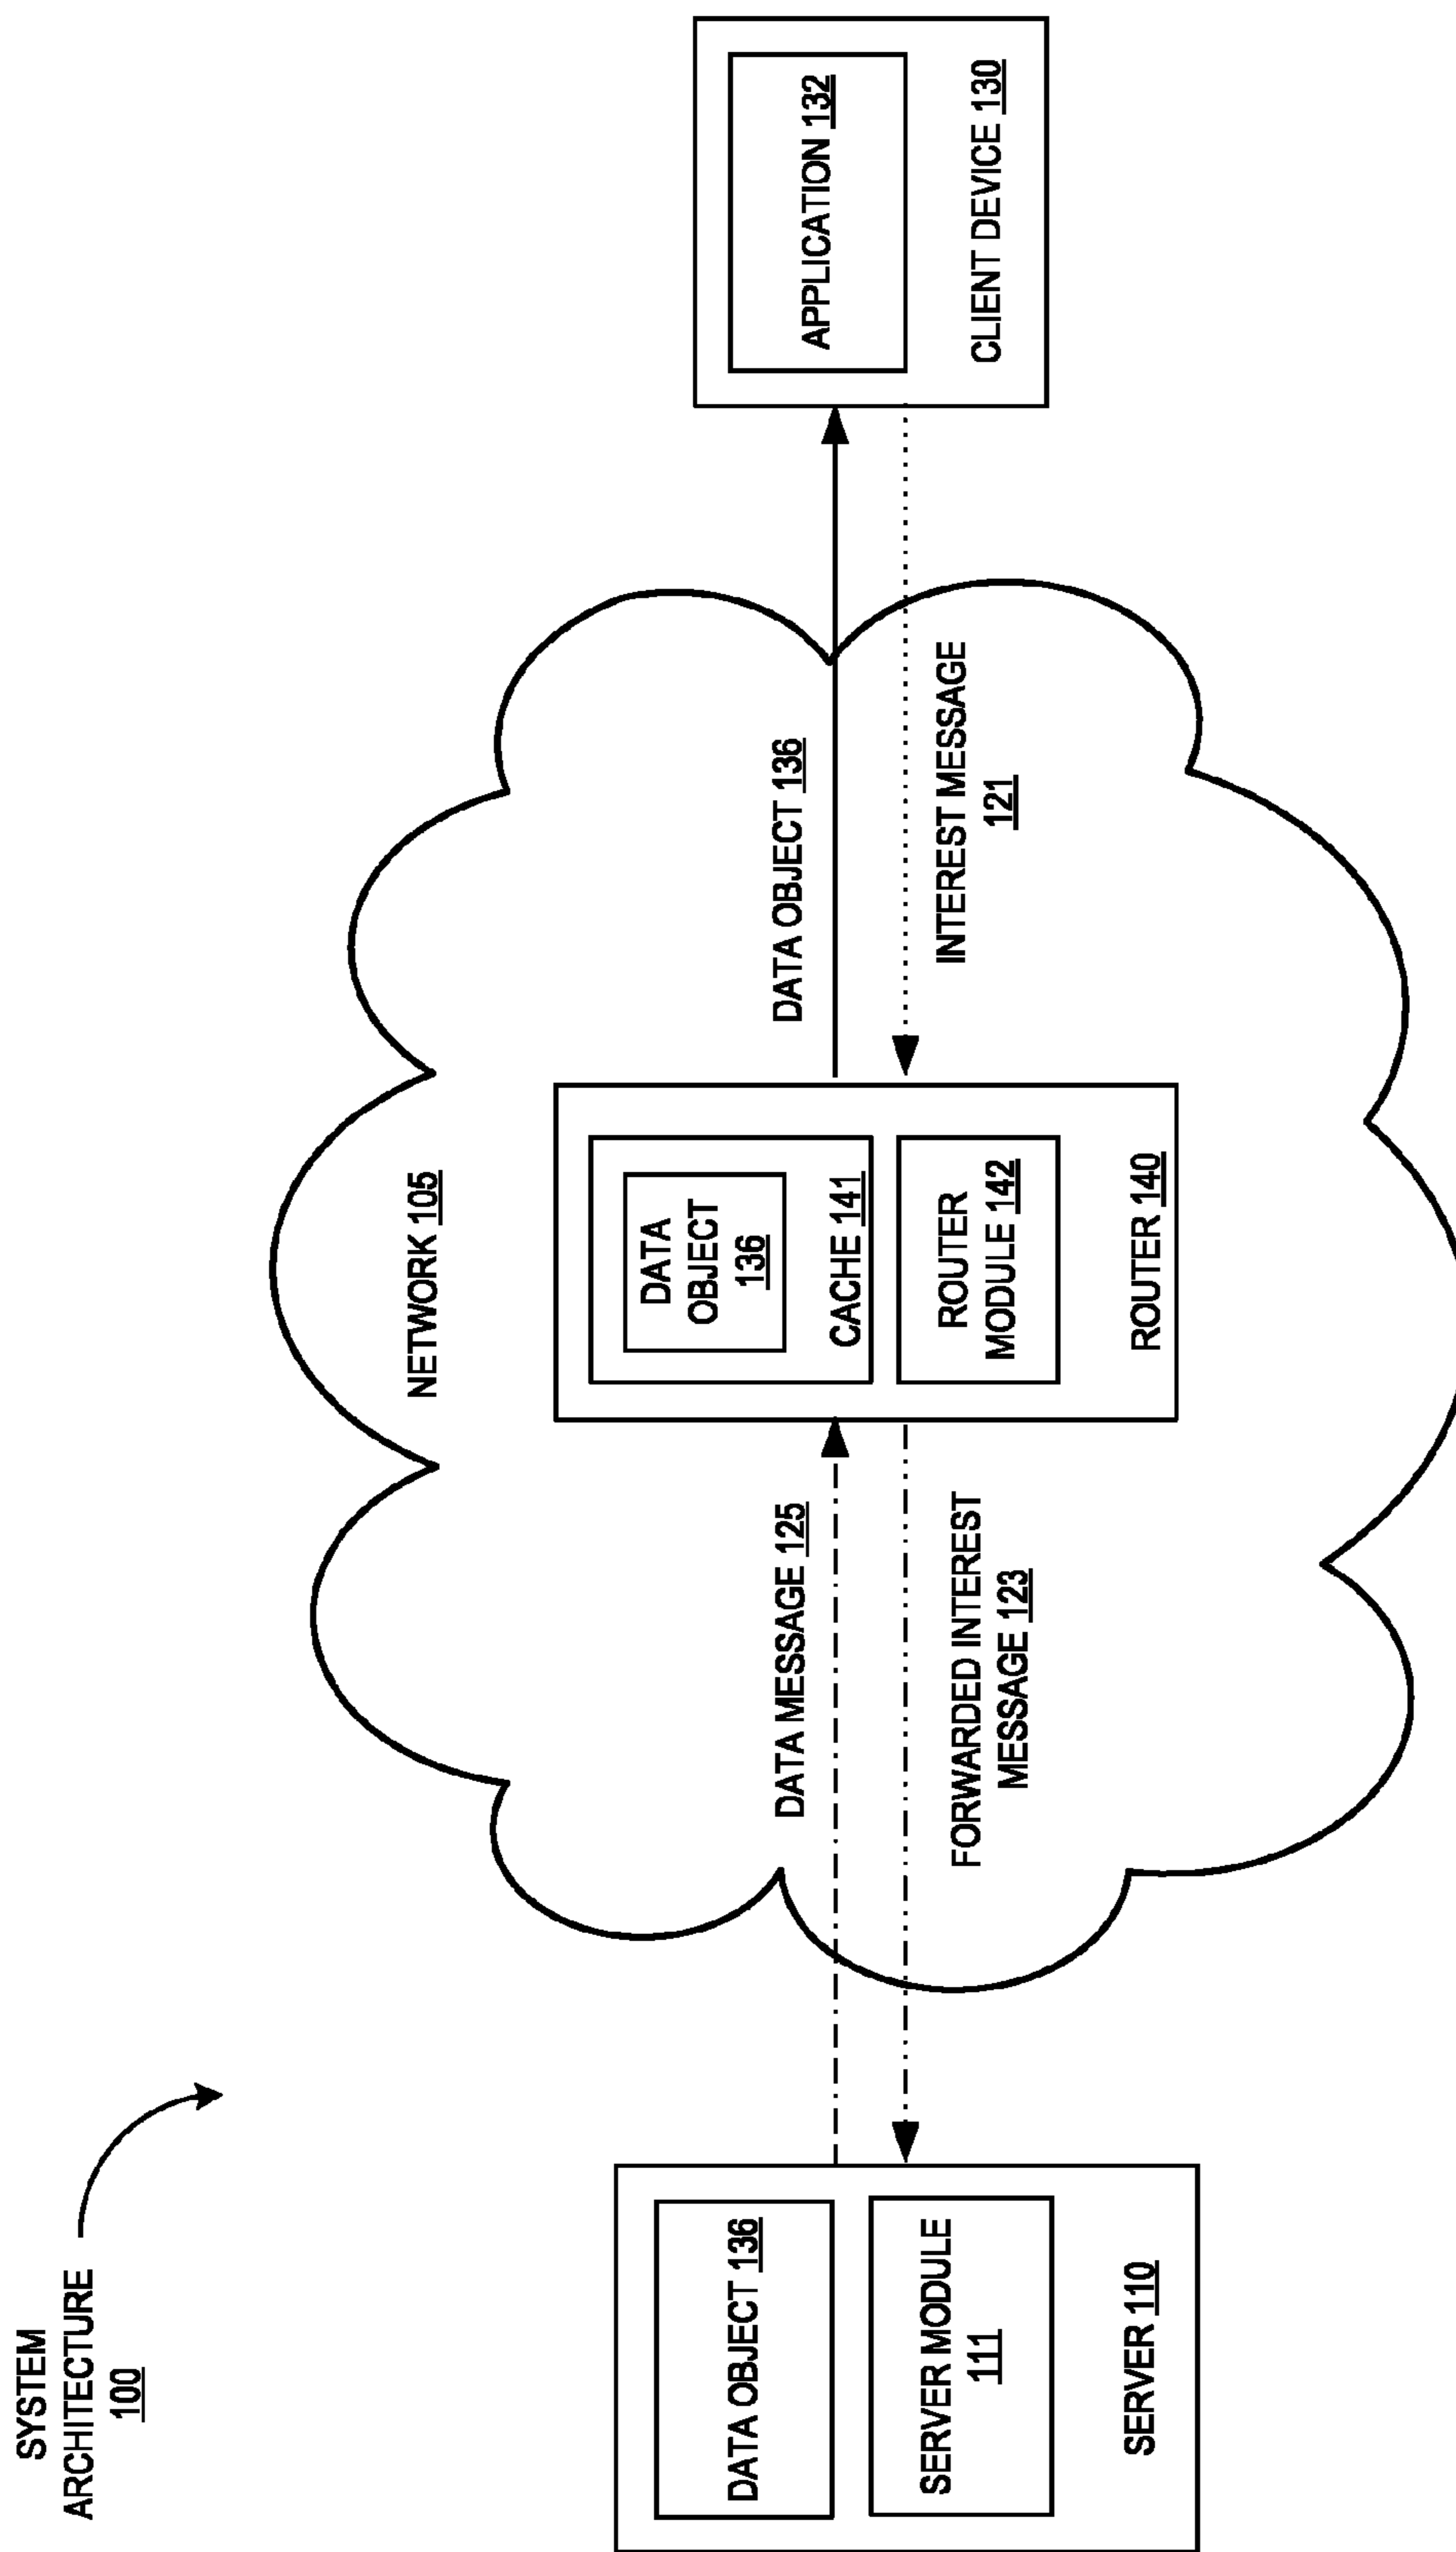 SYSTEM
ARCHITECTURE
100
NETWORK 105
DATA OBJECT 136
SERVER MODULE
111
SERVER 110
DATA MESSAGE 125
FORWARDED INTEREST
MESSAGE 123
DATA
OBJECT
136
CACHE 141
ROUTER
MODULE 142
ROUTER 140
DATA OBJECT 136
INTEREST MESSAGE
121
APPLICATION 132
CLIENT DEVICE 130